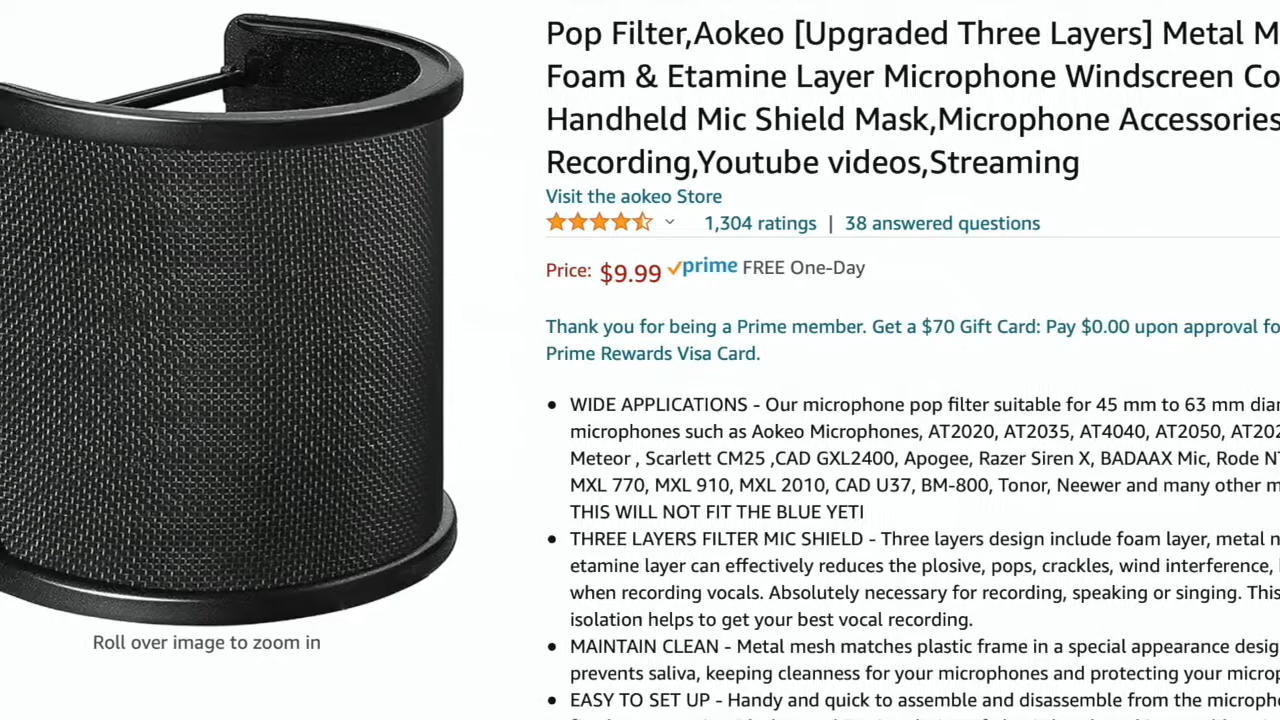 Pop Filter,Aokeo [Upgraded Three Layers] Metal M
Foam & Etamine Layer Microphone Windscreen Co
Handheld Mic Shield Mask,Microphone Accessories
Recording,Youtube videos,Streaming
Visit the aokeo Store
1,304 ratings | 38 answered questions
Price: $9.99 prime FREE One-Day
Thank you for being a Prime member. Get a $70 Gift Card: Pay $0.00 upon approval fo
Prime Rewards Visa Card.
• WIDE APPLICATIONS - Our microphone pop filter suitable for 45 mm to 63 mm diam
microphones such as Aokeo Microphones, AT2020, AT2035, AT4040, AT2050, AT202
Meteor , Scarlett CM25 ,CAD GXL2400, Apogee, Razer Siren X, BADAAX Mic, Rode NT
MXL 770, MXL 910, MXL 2010, CAD U37, BM-800, Tonor, Neewer and many other m
THIS WILL NOT FIT THE BLUE YETI
• THREE LAYERS FILTER MIC SHIELD - Three layers design include foam layer, metal n
etamine layer can effectively reduces the plosive, pops, crackles, wind interference,
when recording vocals. Absolutely necessary for recording, speaking or singing. This
isolation helps to get your best vocal recording.
• MAINTAIN CLEAN - Metal mesh matches plastic frame in a special appearance desig
prevents saliva, keeping cleanness for your microphones and protecting your microp
• EASY TO SET UP - Handy and quick to assemble and disassemble from the microph
Roll over image to zoom in